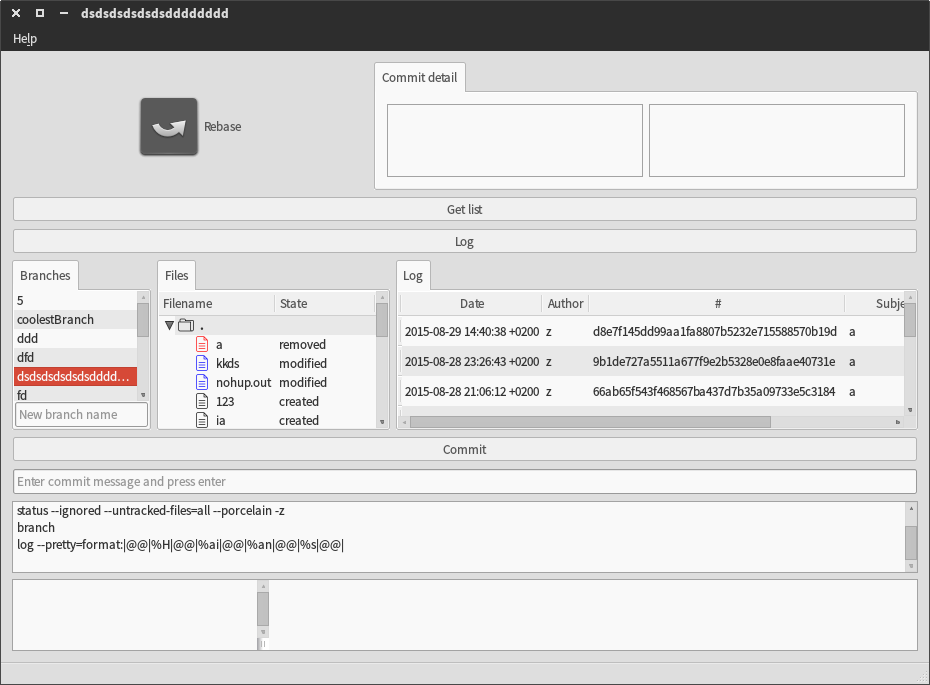 dsdsdsdsdsdsdddddddd
Help
Rebase
Commit detail
Get list
Log
Branches
5
coolestBranch
ddd
dfd
dsdsdsdsdsdsdddd...
fd
New branch name
Files
Filename State
.
a removed
kkds modified
nohup.out modified
123 created
ia created
Log
Date Author # Subje
2015-08-29 14:40:38 +0200 z d8e7f145dd99aa1fa8807b5232e715588570b19d a
2015-08-28 23:26:43 +0200 z 9b1de727a5511a677f9e2b5328e0e8faae40731e a
2015-08-28 21:06:12 +0200 z 66ab65f543f468567ba437d7b35a09733e5c3184 a
Commit
Enter commit message and press enter
status --ignored --untracked-files=all --porcelain -z
branch
log --pretty=format:|@@|%H|@@|%ai|@@|%an|@@|%s|@@|